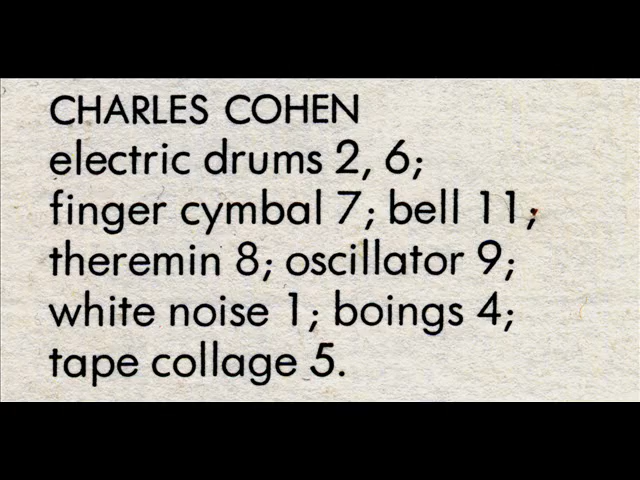 CHARLES COHEN
electric drums 2, 6;
finger cymbal 7; bell 11;
theremin 8; oscillator 9;
white noise 1; boings 4;
tape collage 5.